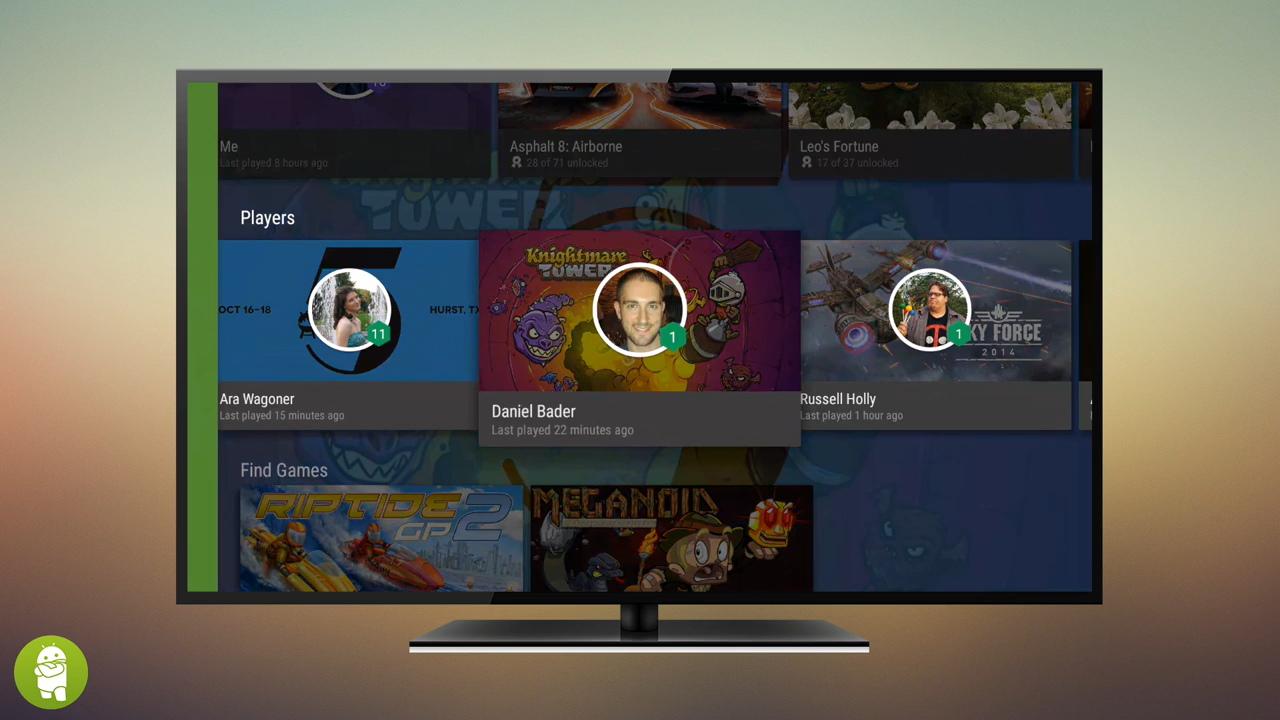 Me
Last played 8 hours ago
Asphalt 8: Airborne
28 of 71 unlocked
Leo's Fortune
17 of 37 unlocked
TOWER
Players
OCT 16-18
5
HURST, TX
11
Ara Wagoner
Last played 15 minutes ago
Knightmare
TOWER
1
Daniel Bader
Last played 22 minutes ago
1
SKY FORCE
2014
Russell Holly
Last played 1 hour ago
Find Games
RIPTIDE
GP2
MEGANOID